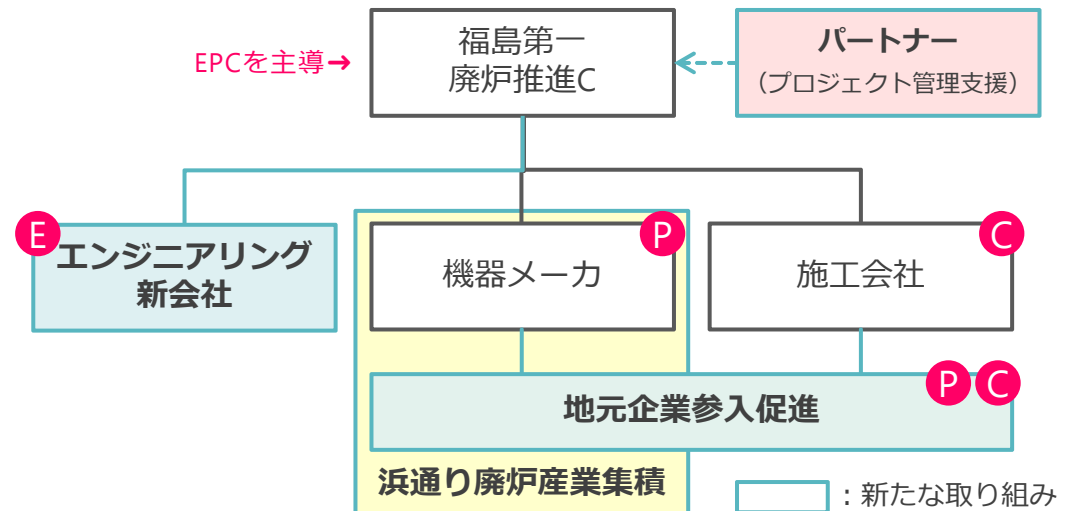 EPCを主導→
福島第一
廃炉推進C
パートナー
（プロジェクト管理支援）
E
エンジニアリング
新会社
P
機器メーカ
C
施工会社
P C
地元企業参入促進
浜通り廃炉産業集積
：新たな取り組み